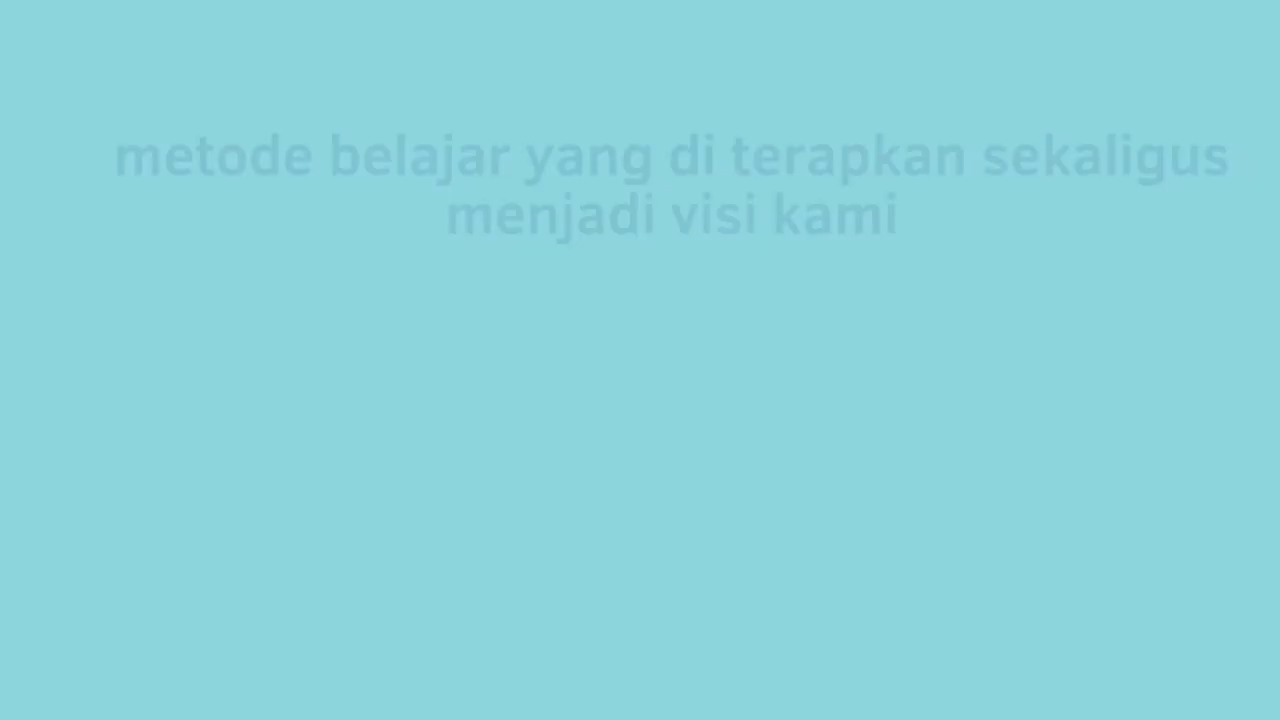 metode belajar yang di terapkan sekaligus
menjadi visi kami